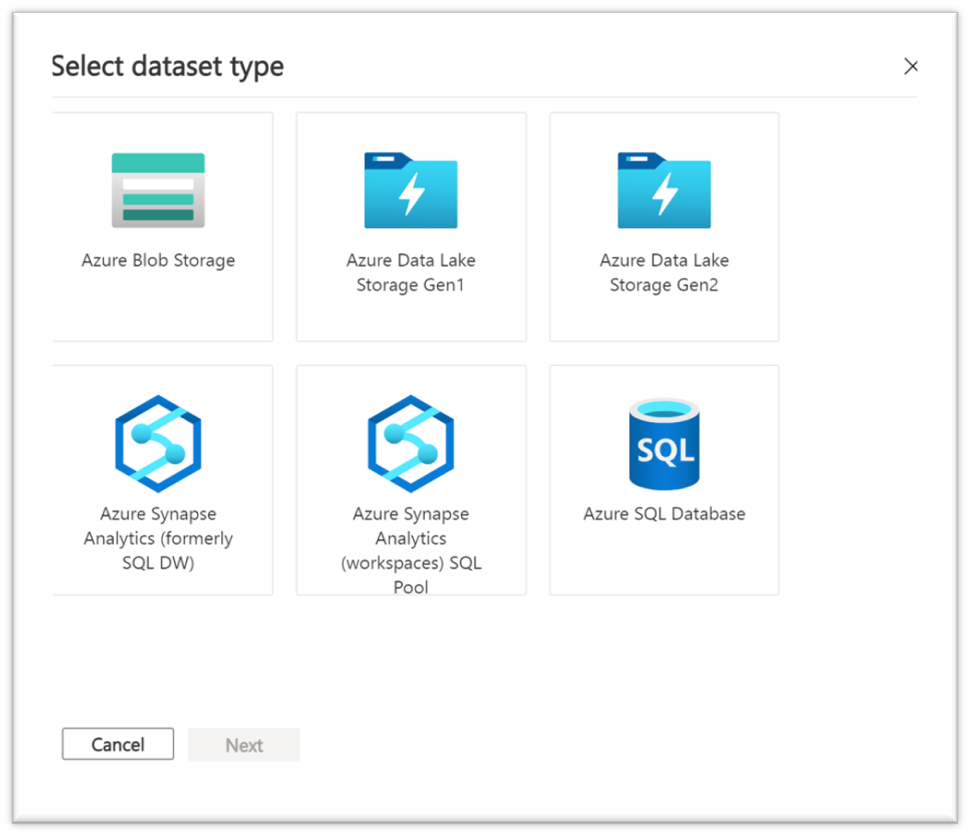 Select dataset type
Azure Blob Storage
Azure Data Lake
Storage Gen1
Azure Data Lake
Storage Gen2
Azure Synapse
Analytics (formerly
SQL DW)
Azure Synapse
Analytics
(workspaces) SQL
Pool
SQL
Azure SQL Database
Cancel
Next